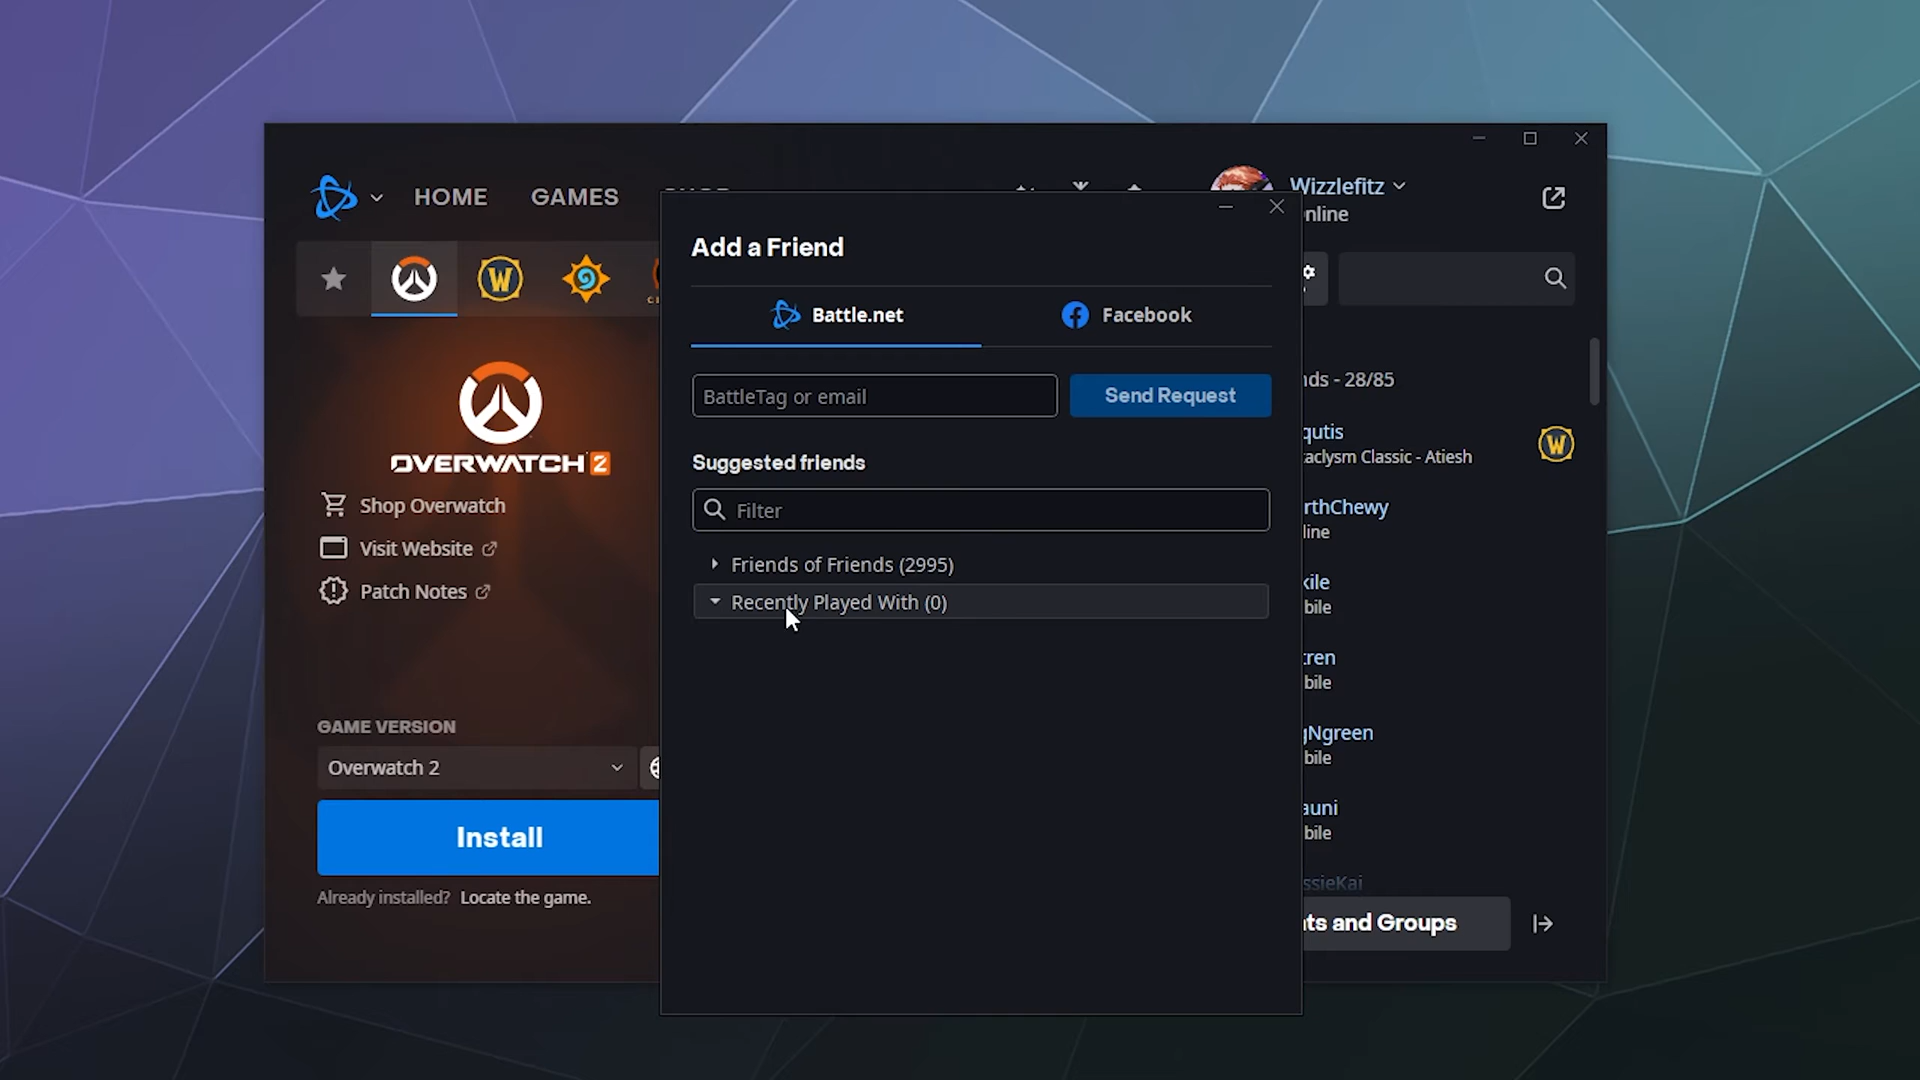 HOME
GAMES
Wizzlefitz
nline
Add a Friend
Battle.net
Facebook
BattleTag or email
Send Request
Suggested friends
Filter
Friends of Friends (2995)
Recently Played With (0)
OVERWATCH 2
Shop Overwatch
Visit Website
Patch Notes
GAME VERSION
Overwatch 2
Install
Already installed? Locate the game.
ds - 28/85
qutis
aclysm Classic - Atiesh
rthChewy
line
kile
bile
tren
bile
gNgreen
bile
auni
bile
ssieKai
ts and Groups